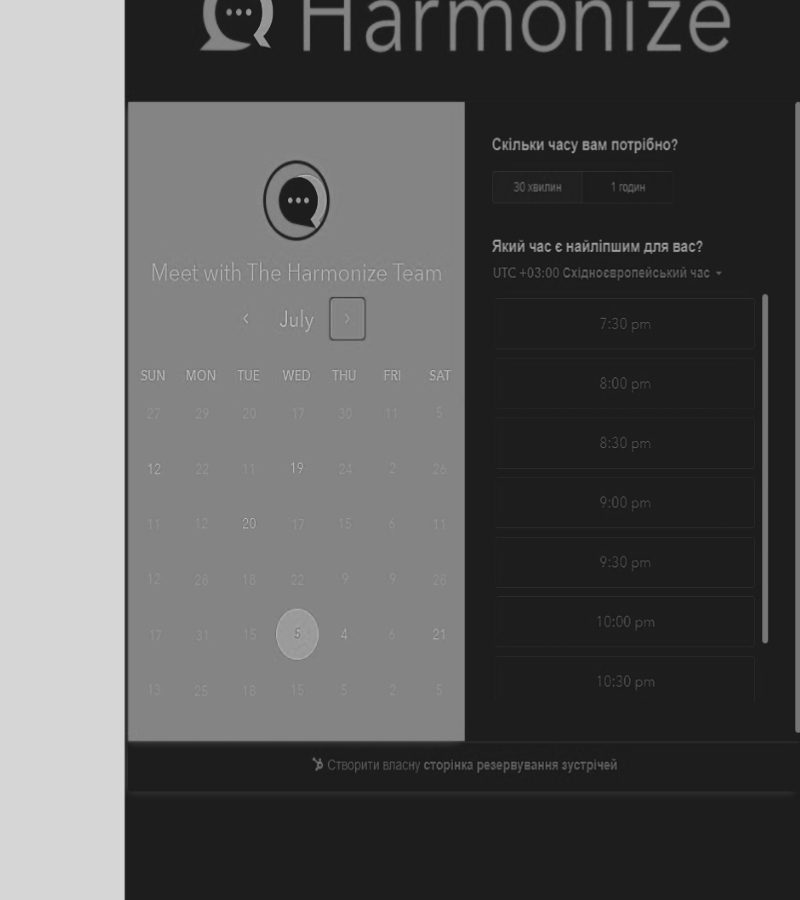 Harmonize
Meet with The Harmonize Team
July
SUN MON TUE WED THU FRI SAT
27 29 20 17 30 11 5
12 22 11 19 24 2 26
11 12 20 17 15 6 11
12 28 18 22 9 9 28
17 31 15 5 4 6 21
13 25 18 15 5 2 5
Скільки часу вам потрібно?
30 хвилин 1 годин
Який час є найліпшим для вас?
UTC +03:00 Східноєвропейський час
7:30 pm
8:00 pm
8:30 pm
9:00 pm
9:30 pm
10:00 pm
10:30 pm
Створити власну сторінка резервування зустрічей